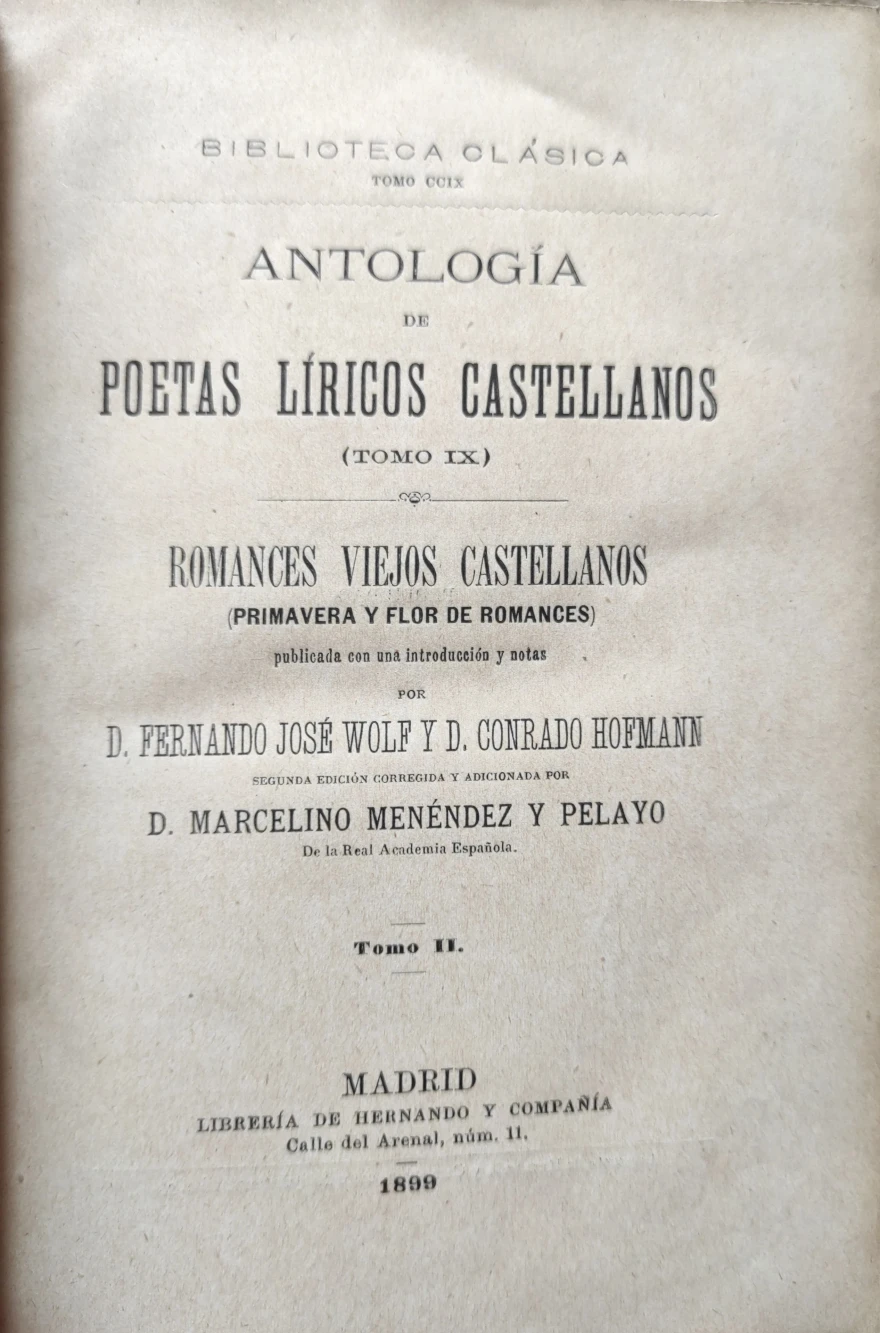 BIBLIOTECA CLÁSICA
TOMO CCIX
ANTOLOGÍA
DE
POETAS LÍRICOS CASTELLANOS
(TOMO IX)
ROMANCES VIEJOS CASTELLANOS
(PRIMAVERA Y FLOR DE ROMANCES)
publicada con una introducción y notas
POR
D. FERNANDO JOSÉ WOLF Y D. CONRADO HOFMANN
SEGUNDA EDICIÓN CORREGIDA Y ADICIONADA POR
D. MARCELINO MENÉNDEZ Y PELAYO
De la Real Academia Española.
Tomo II.
MADRID
LIBRERÍA DE HERNANDO Y COMPAÑÍA
Calle del Arenal, núm. 11.
1899